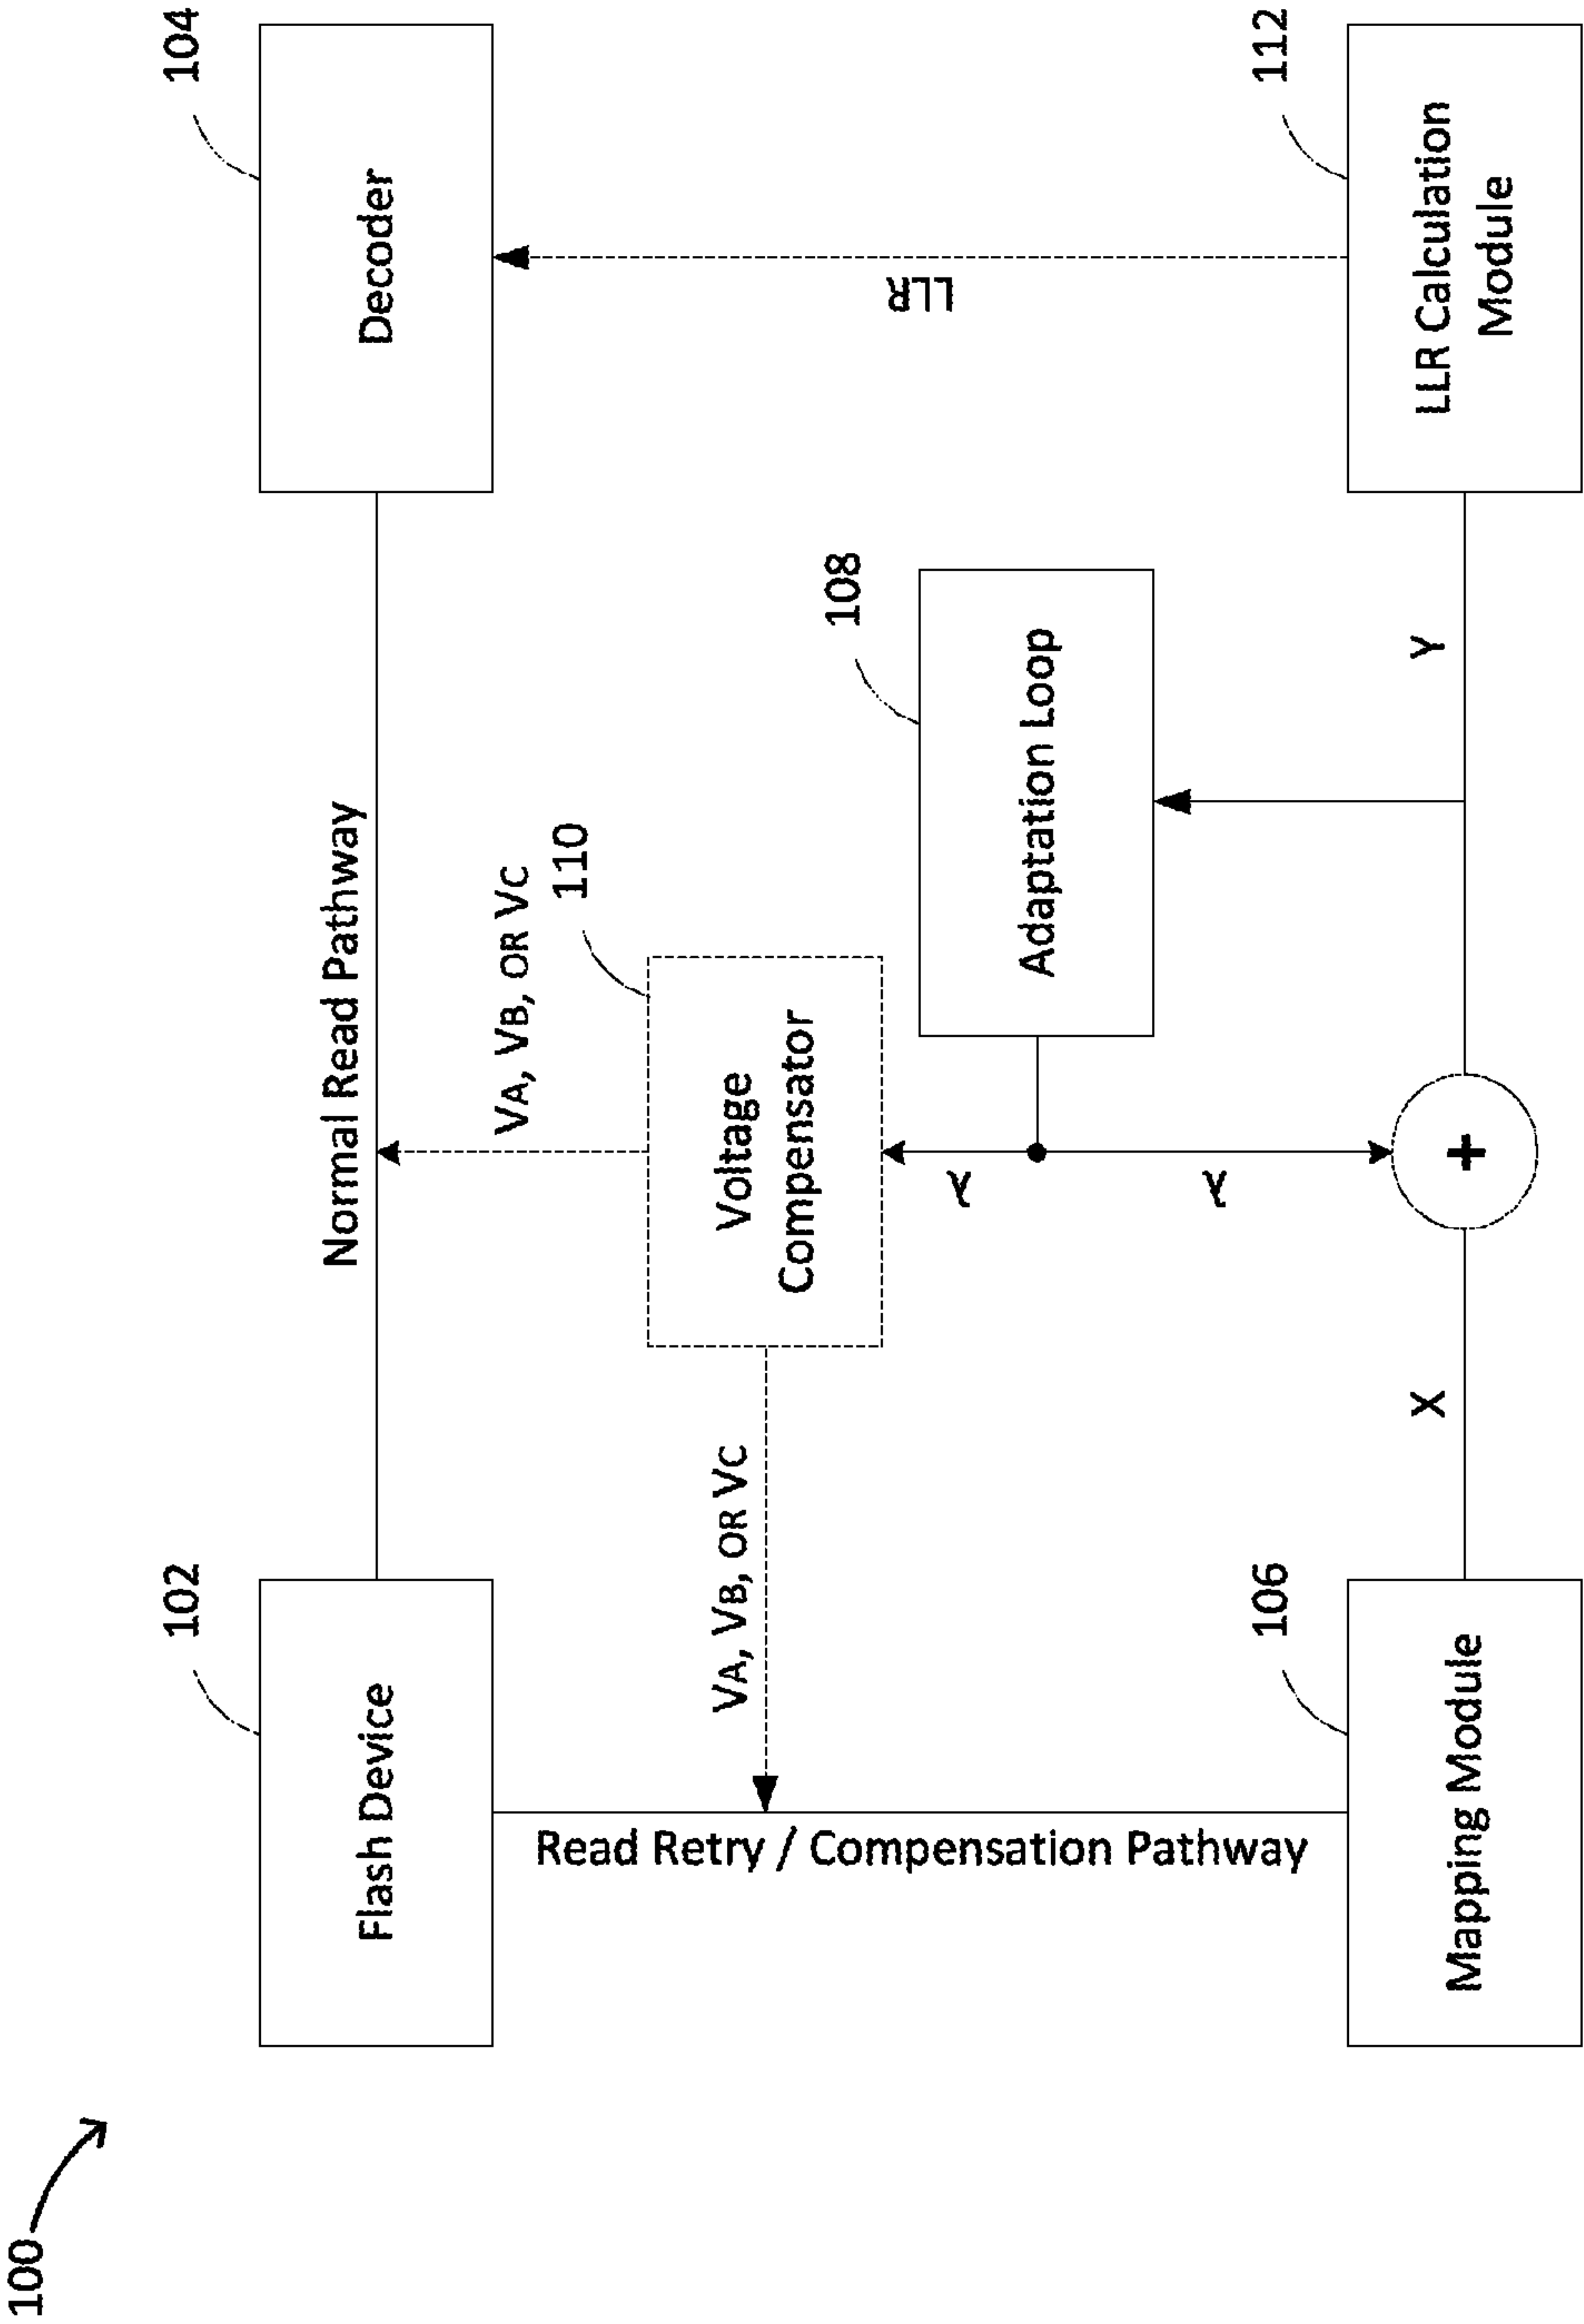 100
102
104
Flash Device
Normal Read Pathway
Decoder
VA, VB, OR VC
110
VA, VB, OR VC
Voltage
Compensator
108
λ
Adaptation Loop
LLR
Read Retry / Compensation Pathway
λ
106
112
Mapping Module
X
+
Y
LLR Calculation
Module